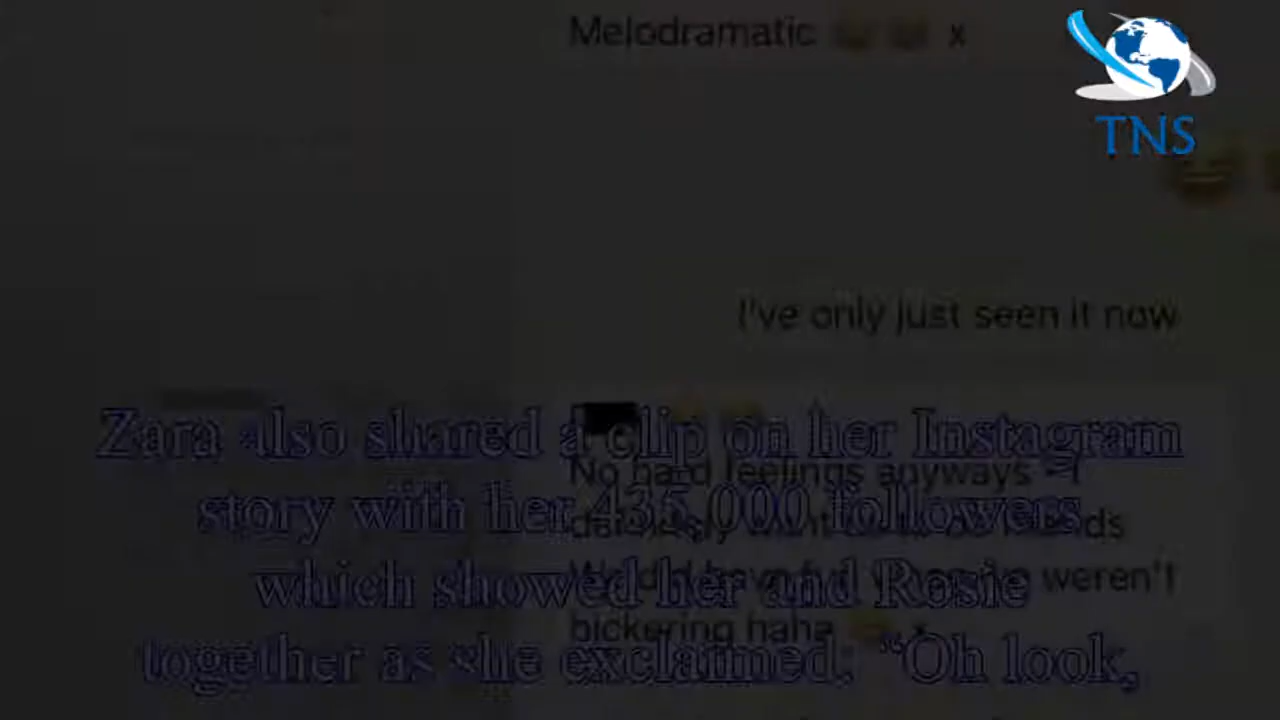 Melodramatic x
TNS
I've only just seen it now
Zara also shared a clip on her Instagram
No hard feelings anyways
story with her 435,000 followers
which showed her and Rosie
weren't
bickering haha x
together as she exclaimed: “Oh look,